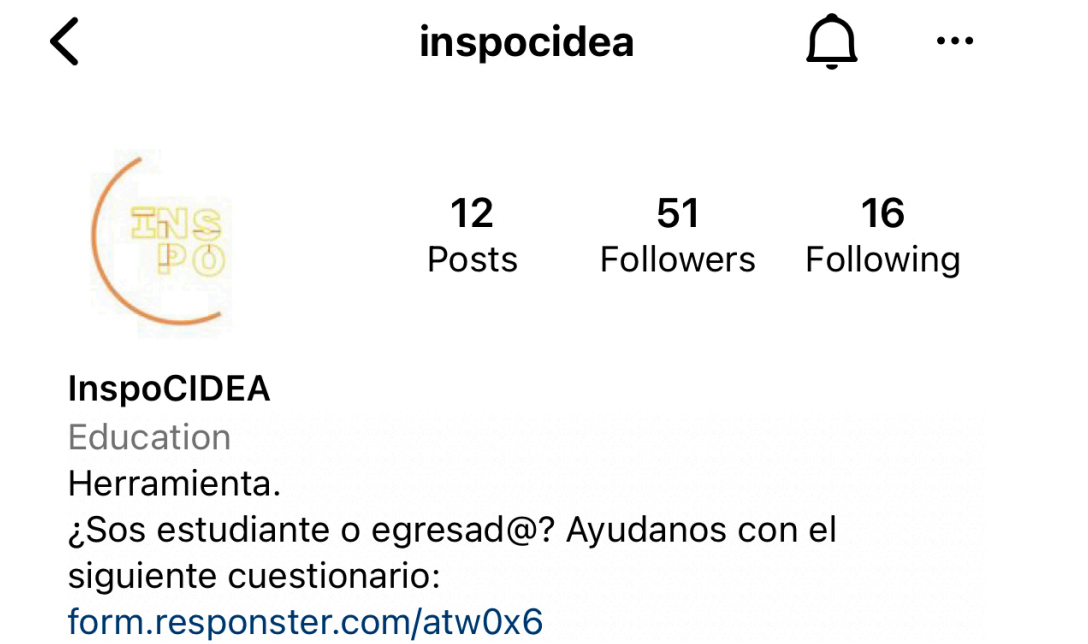 inspocidea
INS
PO
12
51
16
Posts
Followers
Following
InspoCIDEA
Education
Herramienta.
¿Sos estudiante o egresad@? Ayudanos con el
siguiente cuestionario:
form.responster.com/atw0x6